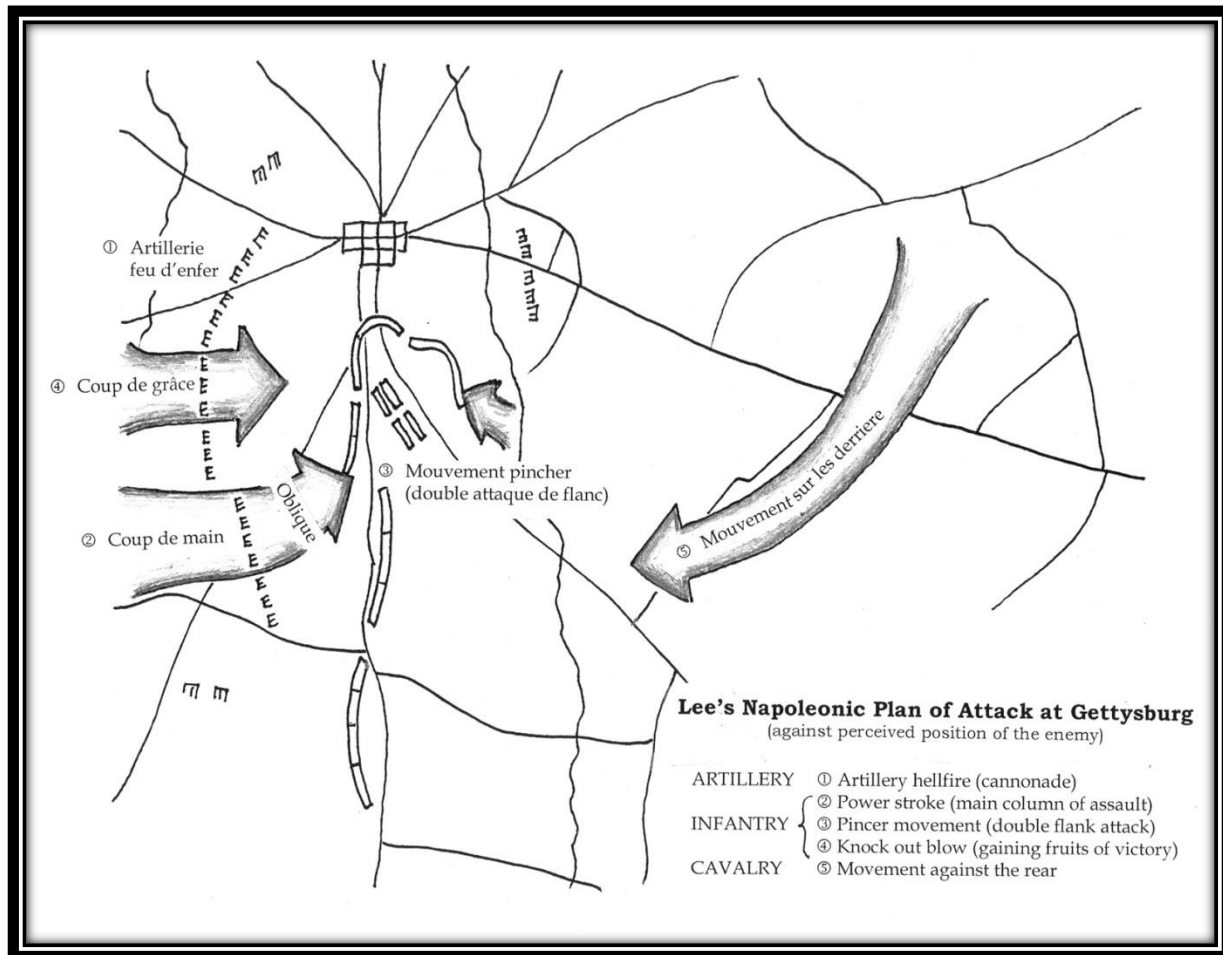 ① Artillerie
feu d'enfer
④ Coup de grâce
③ Mouvement pincher
(double attaque de flanc)
Oblique
② Coup de main
⑤ Mouvement sur les derriere
Lee's Napoleonic Plan of Attack at Gettysburg
(against perceived position of the enemy)
ARTILLERY ① Artillery hellfire (cannonade)
② Power stroke (main column of assault)
INFANTRY ③ Pincer movement (double flank attack)
④ Knock out blow (gaining fruits of victory)
CAVALRY ⑤ Movement against the rear